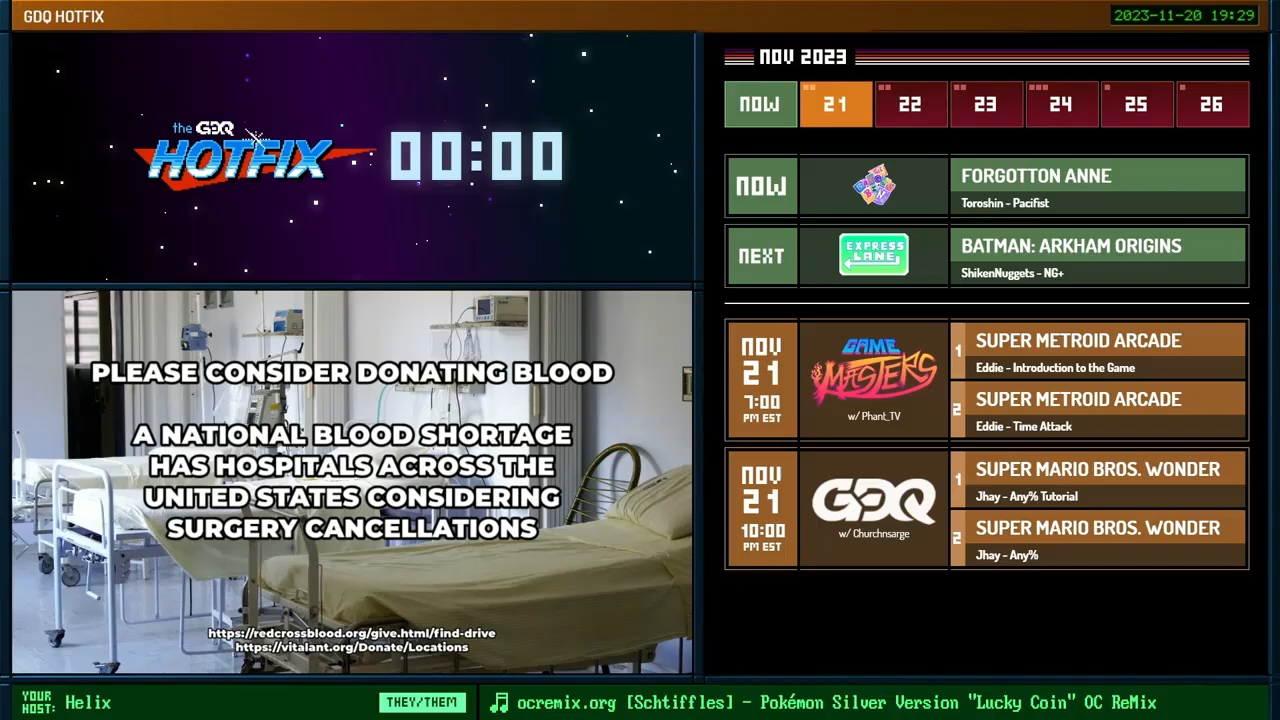 GDQ HOTFIX
2023-11-20 19:29
the GDQ
HOTFIX
00:00
PLEASE CONSIDER DONATING BLOOD
A NATIONAL BLOOD SHORTAGE
HAS HOSPITALS ACROSS THE
UNITED STATES CONSIDERING
SURGERY CANCELLATIONS
https://redcrossblood.org/give.html/find-drive
https://vitalant.org/Donate/Locations
NOV 2023
NOW 21 22 23 24 25 26
NOW
FORGOTTON ANNE
Toroshin - Pacifist
NEXT
EXPRESS
LANE
BATMAN: ARKHAM ORIGINS
ShikenNuggets - NG+
NOV
21
7:00
PM EST
GAME
MASTERS
w/ Phant_TV
1 SUPER METROID ARCADE
Eddie - Introduction to the Game
2 SUPER METROID ARCADE
Eddie - Time Attack
NOV
21
10:00
PM EST
GDQ
w/ Churchnsarge
1 SUPER MARIO BROS. WONDER
Jhay - Any% Tutorial
2 SUPER MARIO BROS. WONDER
Jhay - Any%
YOUR
HOST: Helix
THEY/THEM
ocremix.org [Schtiffles] - Pokémon Silver Version "Lucky Coin" OC ReMix